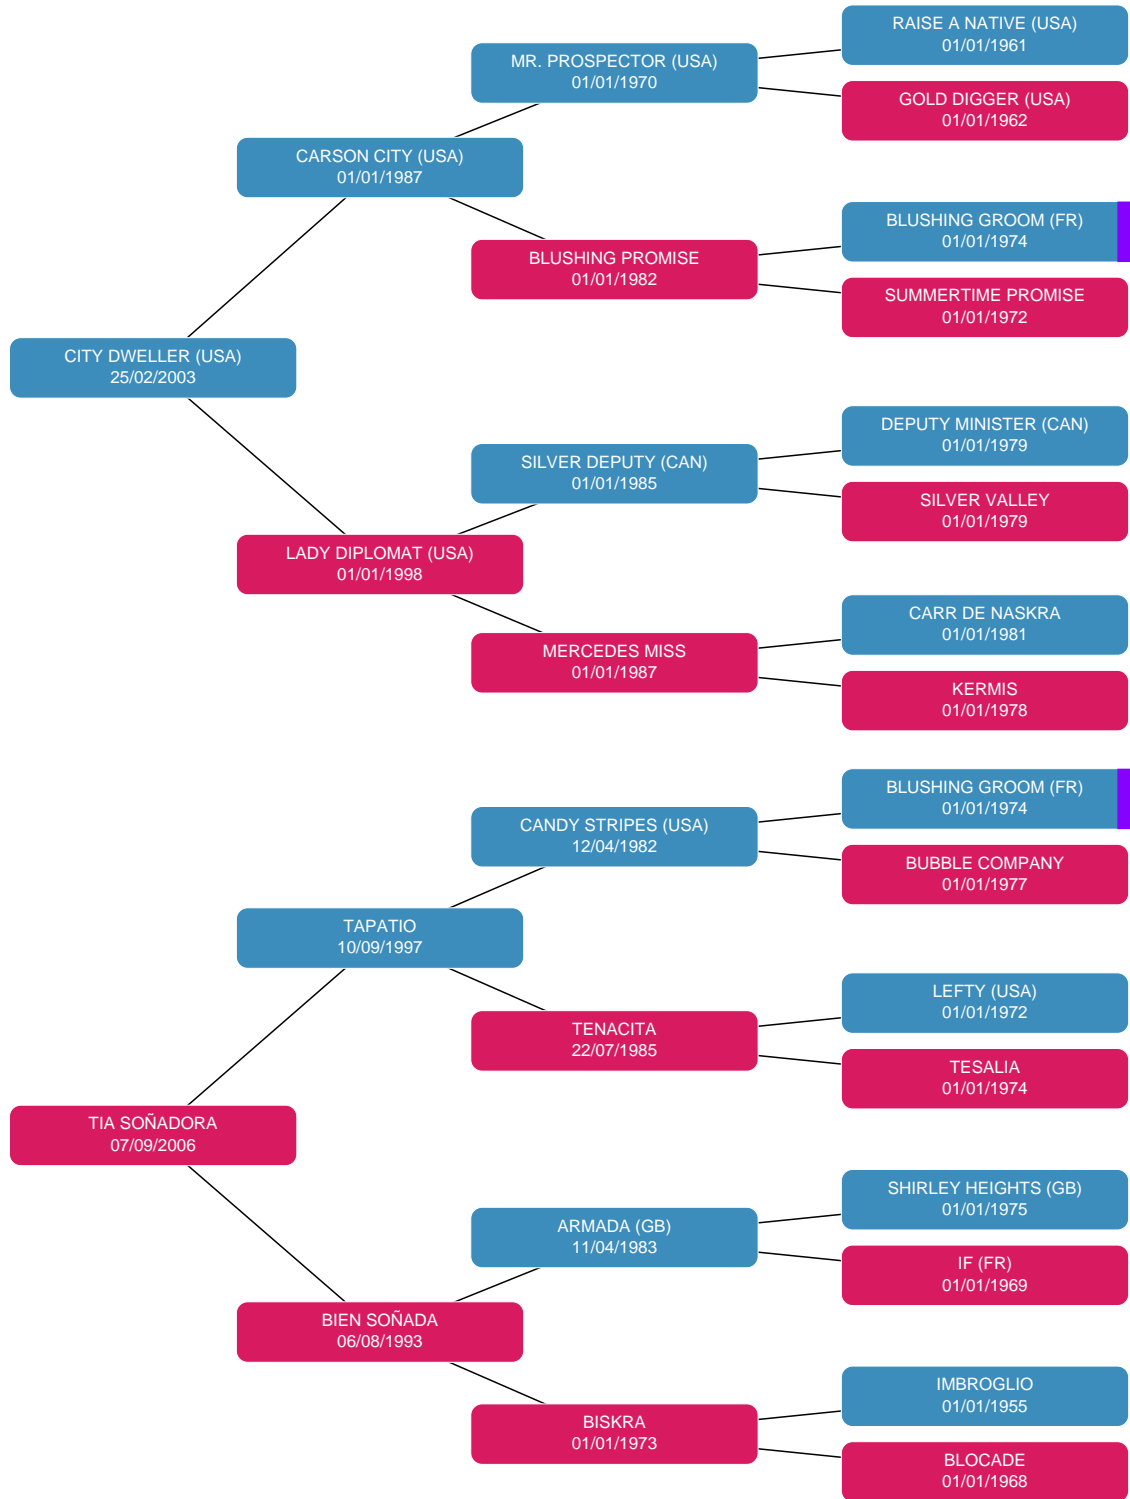 RAISE A NATIVE (USA)
01/01/1961
MR. PROSPECTOR (USA)
01/01/1970
GOLD DIGGER (USA)
01/01/1962
CARSON CITY (USA)
01/01/1987
BLUSHING GROOM (FR)
01/01/1974
BLUSHING PROMISE
01/01/1982
SUMMERTIME PROMISE
01/01/1972
CITY DWELLER (USA)
25/02/2003
DEPUTY MINISTER (CAN)
01/01/1979
SILVER DEPUTY (CAN)
01/01/1985
SILVER VALLEY
01/01/1979
LADY DIPLOMAT (USA)
01/01/1998
CARR DE NASKRA
01/01/1981
MERCEDES MISS
01/01/1987
KERMIS
01/01/1978
BLUSHING GROOM (FR)
01/01/1974
CANDY STRIPES (USA)
12/04/1982
BUBBLE COMPANY
01/01/1977
TAPATIO
10/09/1997
LEFTY (USA)
01/01/1972
TENACITA
22/07/1985
TESALIA
01/01/1974
TIA SOÑADORA
07/09/2006
SHIRLEY HEIGHTS (GB)
01/01/1975
ARMADA (GB)
11/04/1983
IF (FR)
01/01/1969
BIEN SOÑADA
06/08/1993
IMBROGLIO
01/01/1955
BISKRA
01/01/1973
BLOCADE
01/01/1968